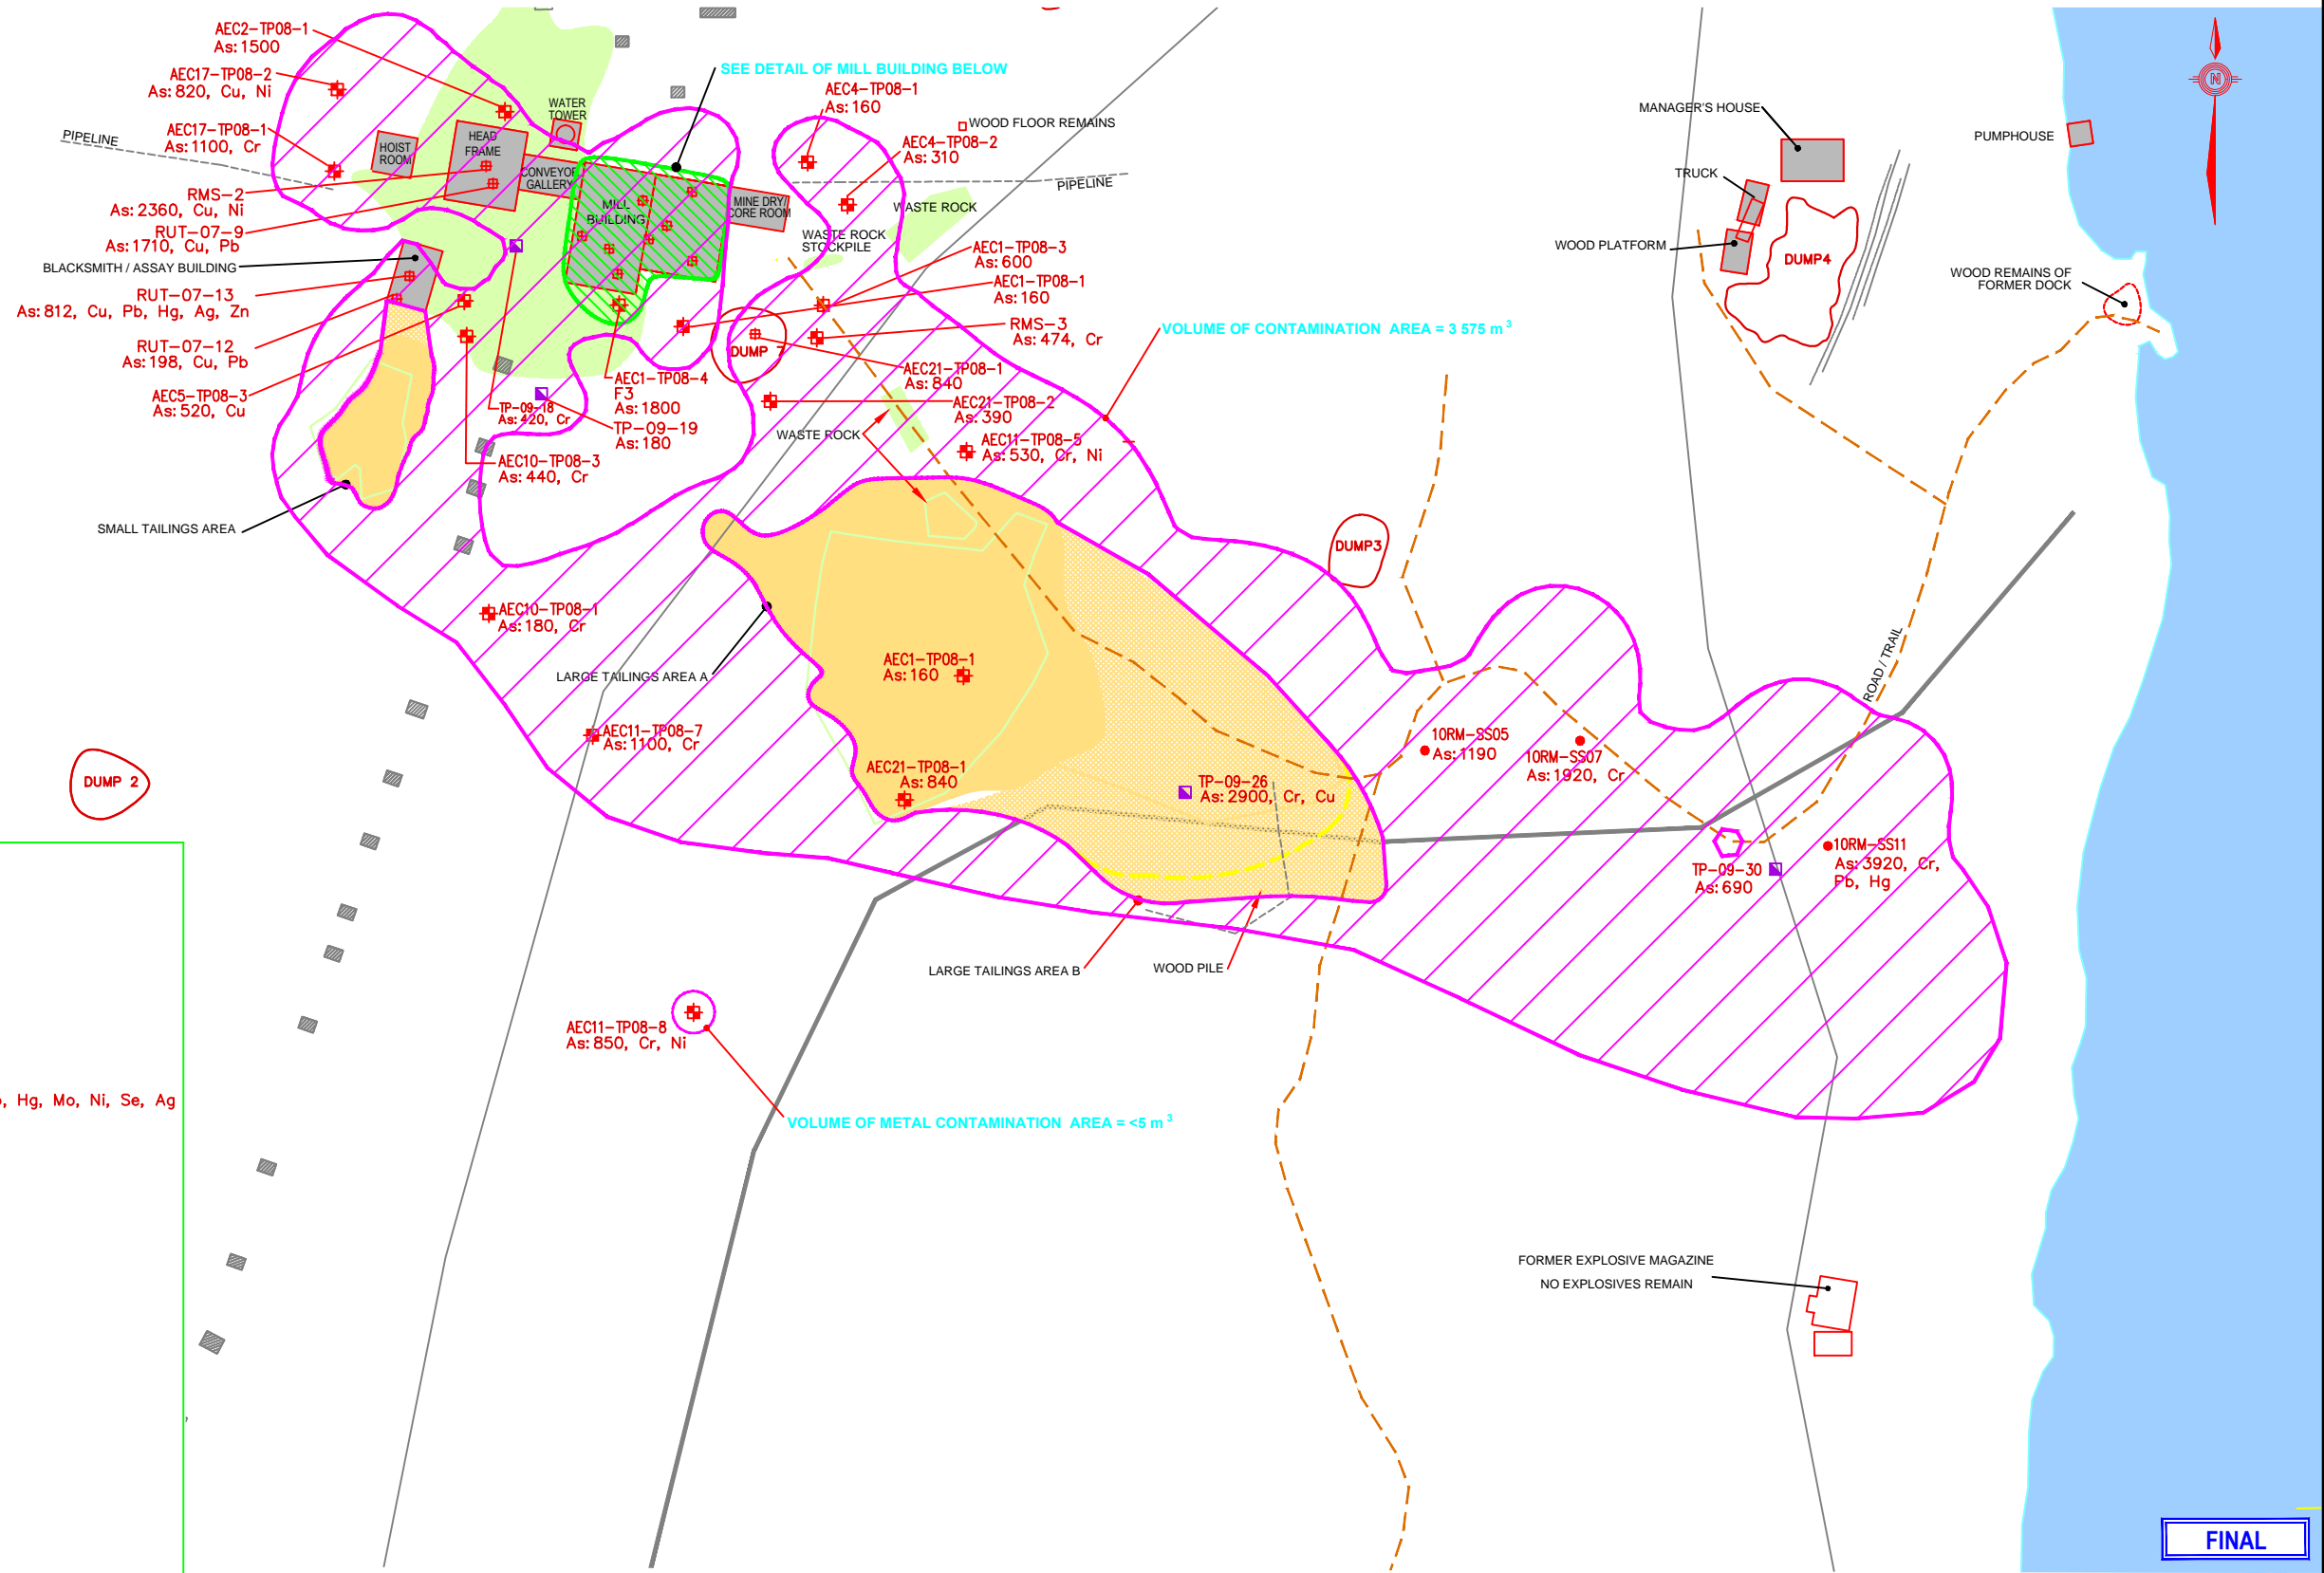 AEC2-TP08-1
As:1500
AEC17-TP08-2
As:820, Cu, Ni
AEC17-TP08-1
As:1100, Cr
PIPELINE
HOIST
ROOM
HEAD
FRAME
WATER
TOWER
CONVEYOR
GALLERY
MILL
BUILDING
MINE DRY/
CORE ROOM
SEE DETAIL OF MILL BUILDING BELOW
AEC4-TP08-1
As:160
WOOD FLOOR REMAINS
AEC4-TP08-2
As:310
PIPELINE
WASTE ROCK
WASTE ROCK
STOCKPILE
RMS-2
As:2360, Cu, Ni
RUT-07-9
As:1710, Cu, Pb
BLACKSMITH / ASSAY BUILDING
RUT-07-13
As:812, Cu, Pb, Hg, Ag, Zn
RUT-07-12
As:198, Cu, Pb
AEC5-TP08-3
As:520, Cu
AEC1-TP08-3
As:600
AEC1-TP08-1
As:160
RMS-3
As:474, Cr
DUMP 7
AEC21-TP08-1
As:840
AEC21-TP08-2
As:390
WASTE ROCK
AEC11-TP08-5
As:530, Cr, Ni
AEC1-TP08-4
F3
As:1800
TP-09-18
As:420, Cr
TP-09-19
As:180
AEC10-TP08-3
As:440, Cr
SMALL TAILINGS AREA
VOLUME OF CONTAMINATION AREA = 3 575 m3
MANAGER'S HOUSE
TRUCK
WOOD PLATFORM
DUMP4
PUMPHOUSE
N
WOOD REMAINS OF
FORMER DOCK
DUMP3
ROAD / TRAIL
AEC10-TP08-1
As:180, Cr
LARGE TAILINGS AREA A
AEC1-TP08-1
As:160
AEC11-TP08-7
As:1100, Cr
AEC21-TP08-1
As:840
TP-09-26
As:2900, Cr, Cu
10RM-SS05
As:1190
10RM-SS07
As:1920, Cr
10RM-SS11
As:3920, Cr,
Pb, Hg
TP-09-30
As:690
DUMP 2
LARGE TAILINGS AREA B
WOOD PILE
AEC11-TP08-8
As:850, Cr, Ni
VOLUME OF METAL CONTAMINATION AREA = <5 m3
, Hg, Mo, Ni, Se, Ag
FORMER EXPLOSIVE MAGAZINE
NO EXPLOSIVES REMAIN
FINAL